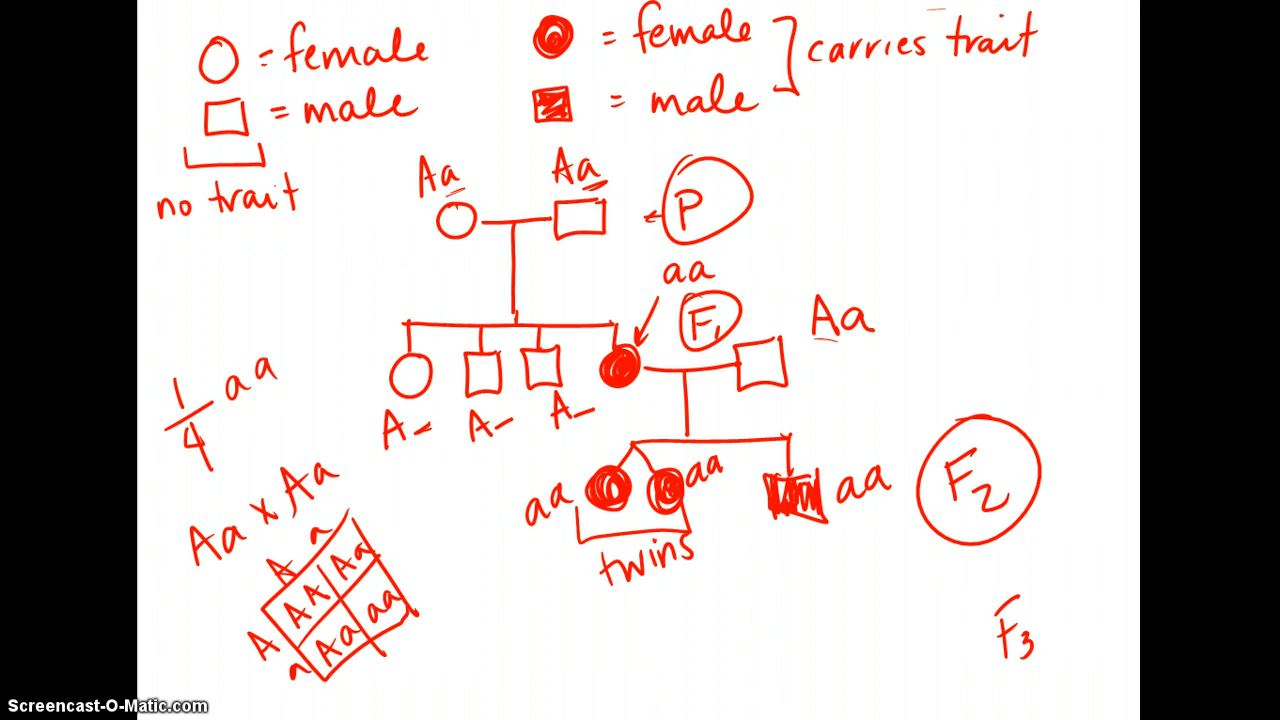 = female
= male
no trait
= female
= male
carries trait
Aa
Aa
P
aa
F1
Aa
A-
A-
A-
1/4 aa
Aa x Aa
A a
A AA Aa
a Aa aa
aa
aa
aa
twins
F2
F3
Screencast-O-Matic.com